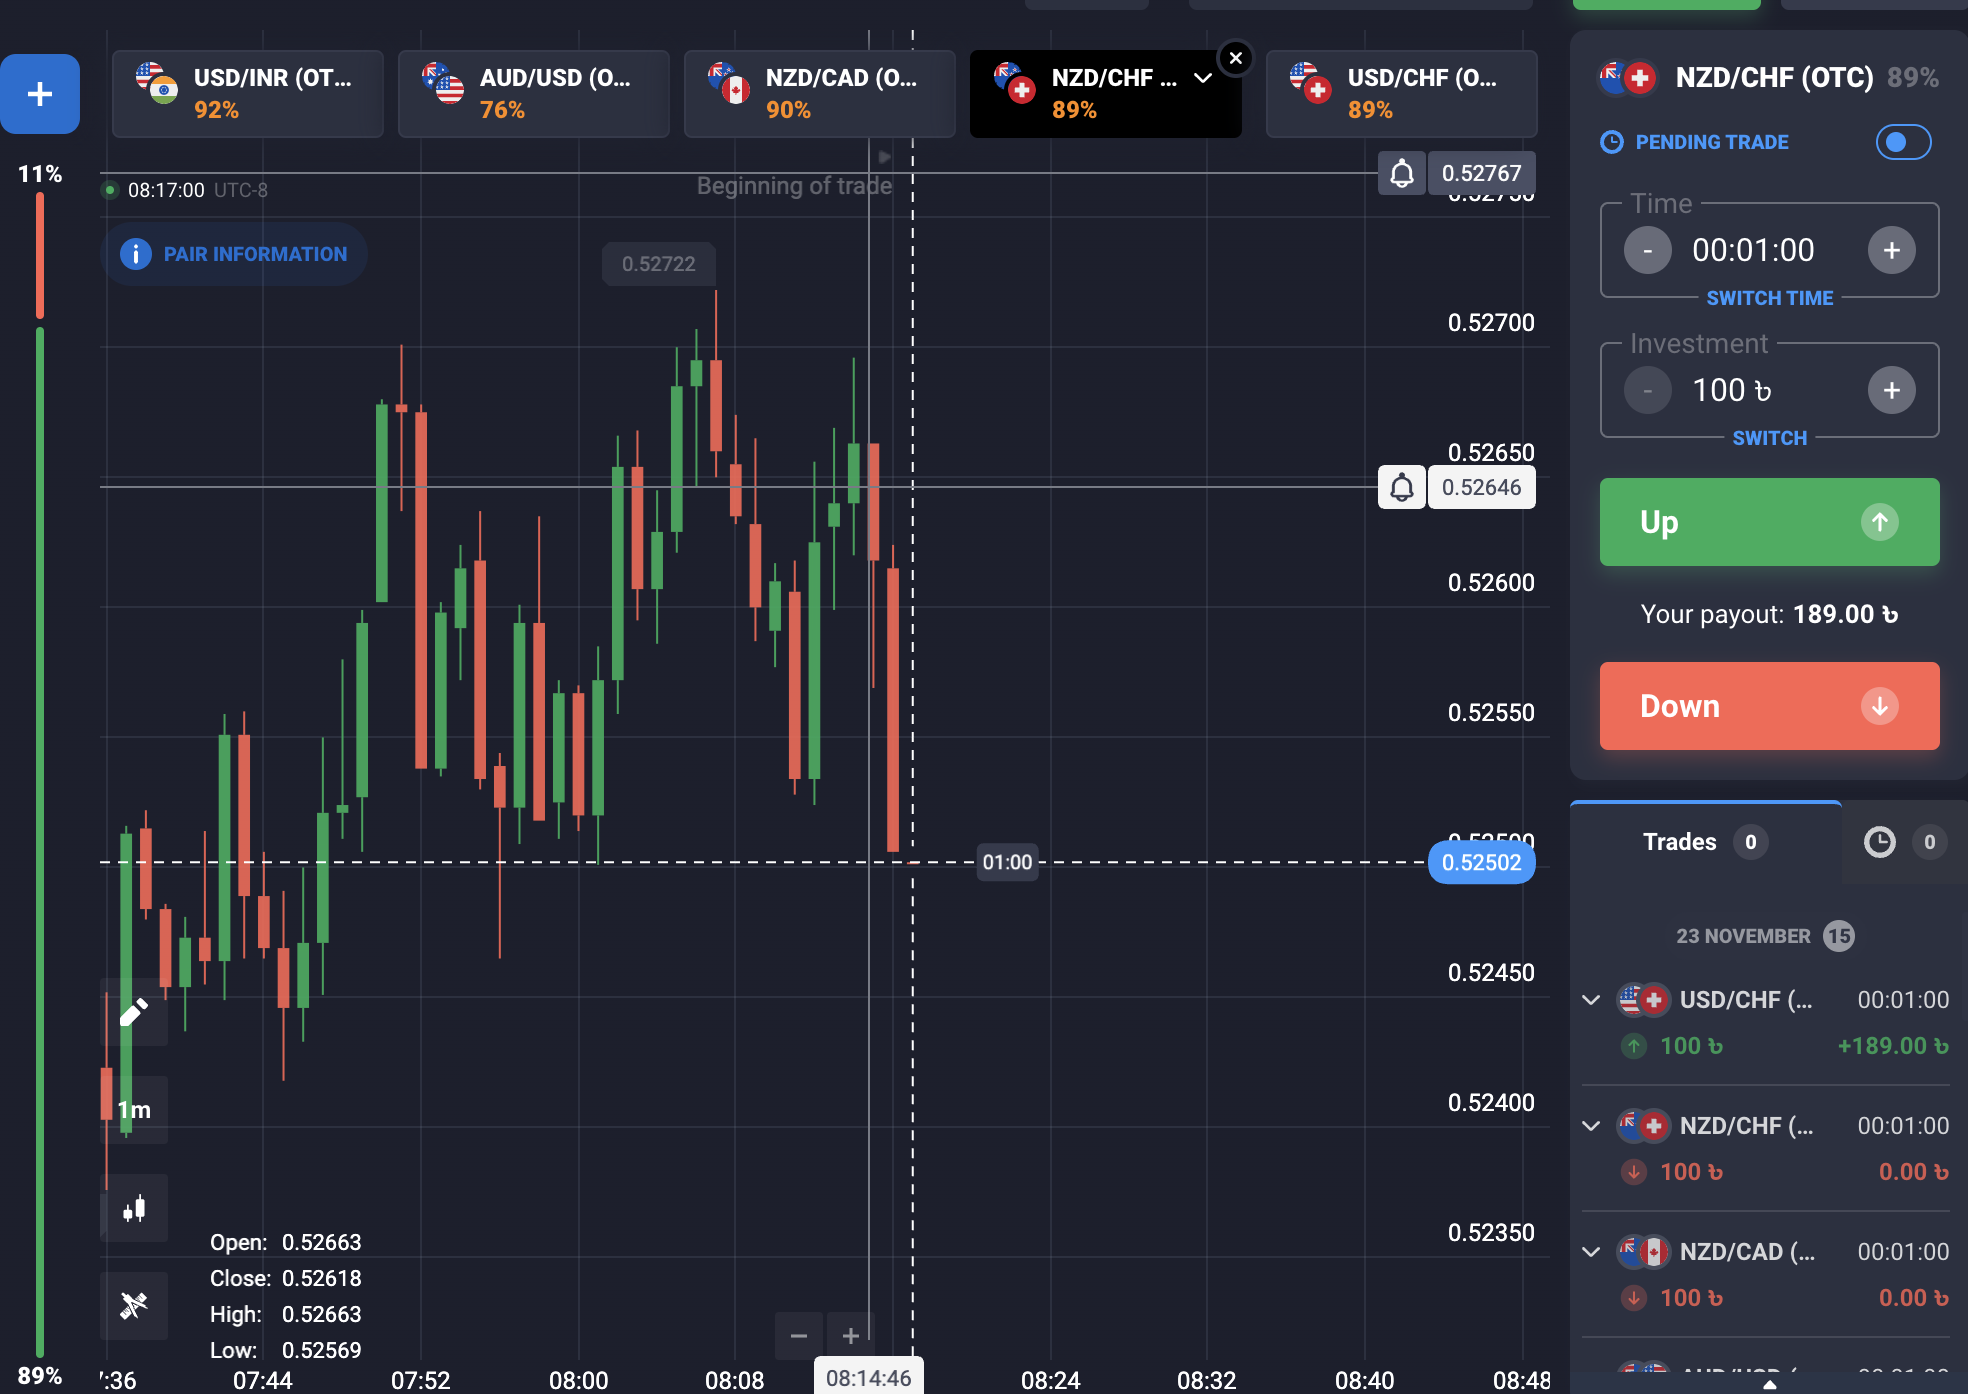 USD/INR (OT...
92%
AUD/USD (O...
76%
NZD/CAD (O...
90%
NZD/CHF ...
89%
USD/CHF (O...
89%
NZD/CHF (OTC) 89%
PENDING TRADE
11%
08:17:00 UTC-8
Beginning of trade
0.52767
PAIR INFORMATION
0.52722
Time
- 00:01:00 +
SWITCH TIME
0.52700
Investment
- 100 ৳ +
SWITCH
0.52650
0.52646
Up
0.52600
Your payout: 189.00 ৳
Down
0.52550
01:00
0.52502
Trades 0
0
23 NOVEMBER 15
0.52450
USD/CHF (... 00:01:00
100 ৳ +189.00 ৳
1m
0.52400
NZD/CHF (... 00:01:00
100 ৳ 0.00 ৳
0.52350
NZD/CAD (... 00:01:00
100 ৳ 0.00 ৳
Open: 0.52663
Close: 0.52618
High: 0.52663
Low: 0.52569
89%
:36 07:44 07:52 08:00 08:08 08:14:46 08:24 08:32 08:40 08:48